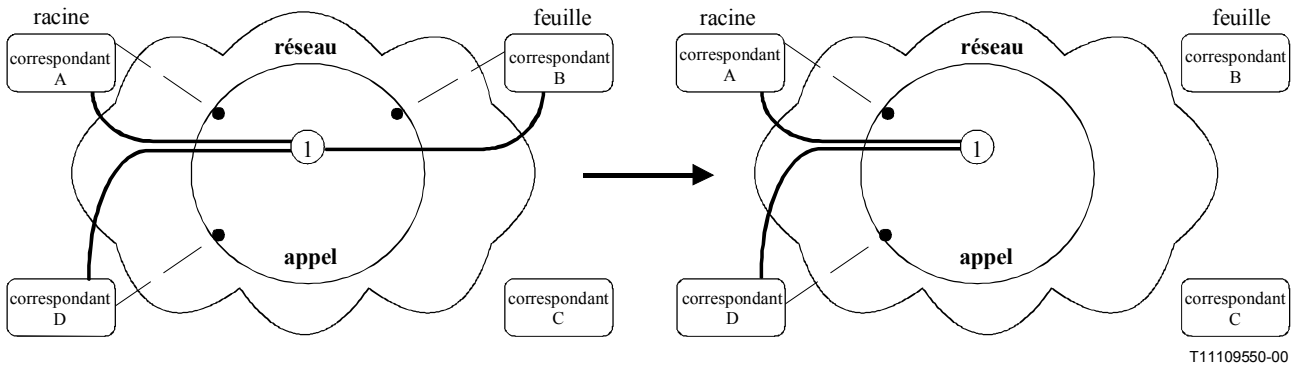 racine
feuille
correspondant
A
réseau
correspondant
B
1
correspondant
D
appel
correspondant
C
racine
feuille
correspondant
A
réseau
correspondant
B
1
correspondant
D
appel
correspondant
C
T11109550-00